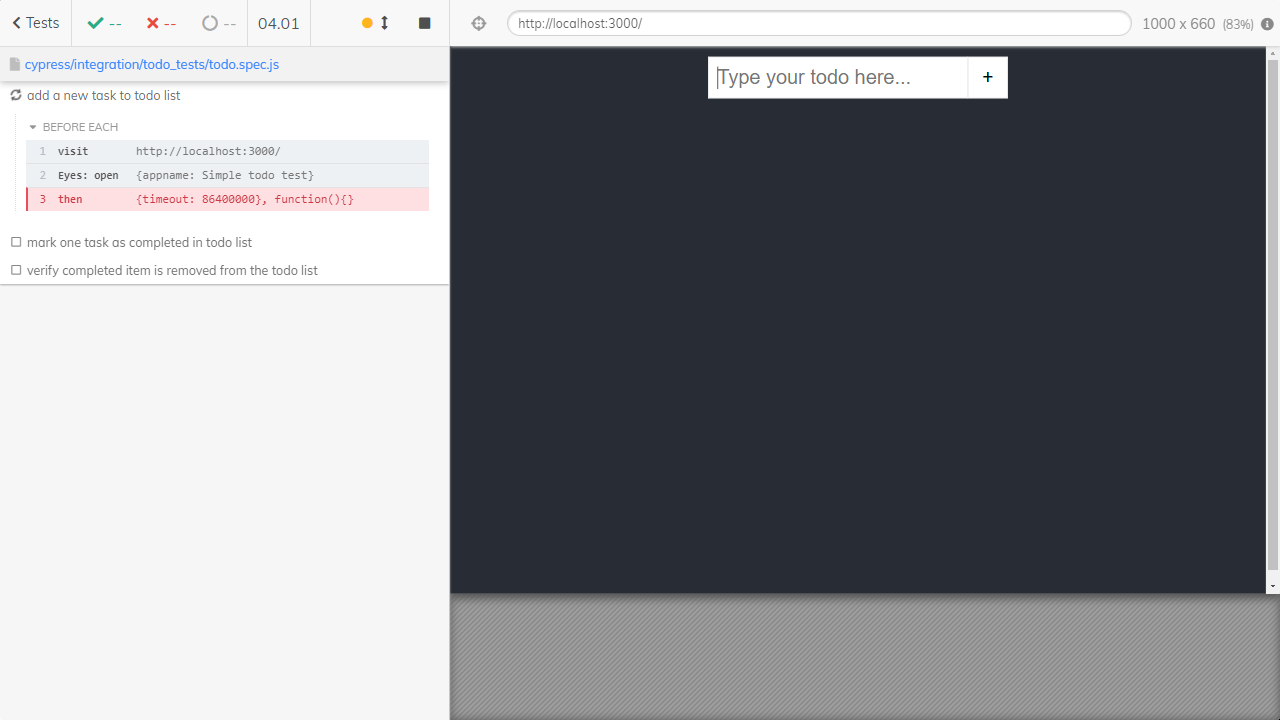 Tests
--
--
--
04.01
http://localhost:3000/
1000 x 660 (83%)
cypress/integration/todo_tests/todo.spec.js
add a new task to todo list
BEFORE EACH
1 visit http://localhost:3000/
2 Eyes: open {appname: Simple todo test}
3 then {timeout: 86400000}, function(){}
mark one task as completed in todo list
verify completed item is removed from the todo list
Type your todo here...
+